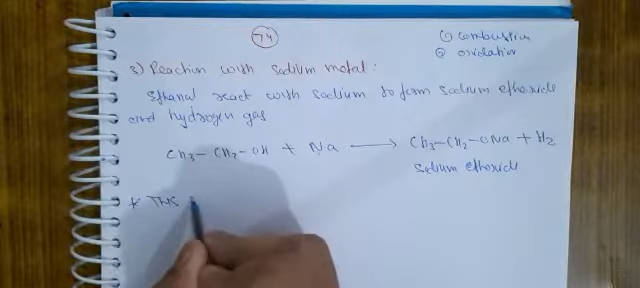 74
① combustion
② oxidation
3) Reaction with sodium metal:
Ethanol react with sodium to form sodium ethoxide
and hydrogen gas
CH3-CH2-OH + Na ⟶ CH3-CH2-ONa + H2
Sodium ethoxide
* This